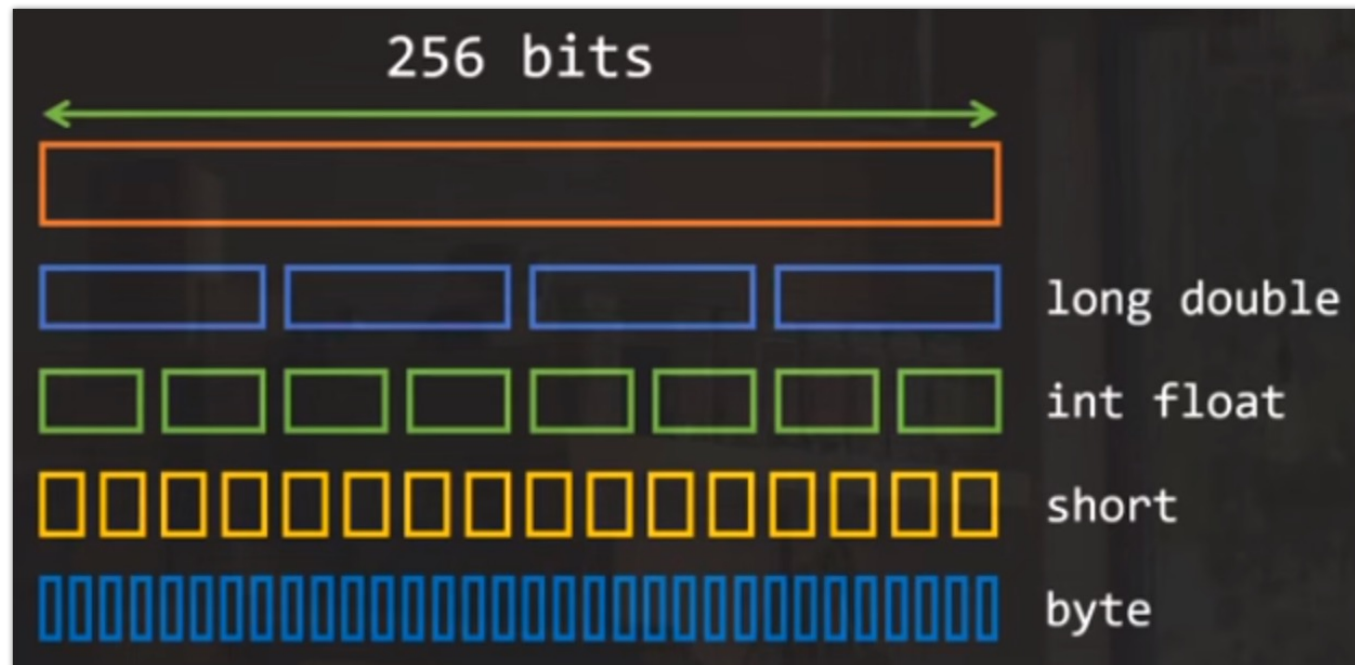 256 bits
long double
int float
short
byte